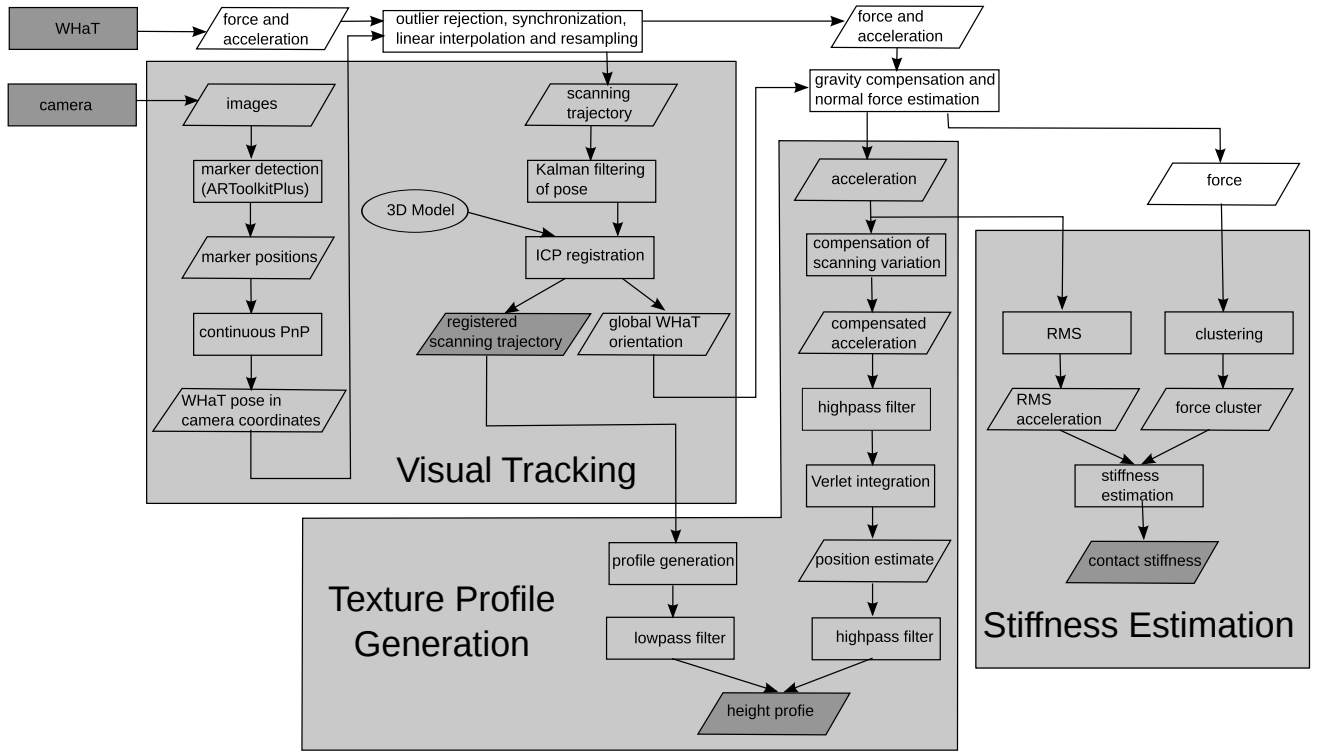 WHaT
force and
acceleration
outlier rejection, synchronization,
linear interpolation and resampling
force and
acceleration
camera
images
scanning
trajectory
gravity compensation and
normal force estimation
marker detection
(ARToolkitPlus)
Kalman filtering
of pose
acceleration
force
3D Model
marker positions
ICP registration
compensation of
scanning variation
continuous PnP
registered
scanning trajectory
global WHaT
orientation
compensated
acceleration
RMS
clustering
WHaT pose in
camera coordinates
highpass filter
RMS
acceleration
force cluster
Visual Tracking
Verlet integration
stiffness
estimation
profile generation
position estimate
contact stiffness
Texture Profile
Generation
lowpass filter
highpass filter
Stiffness Estimation
height profie